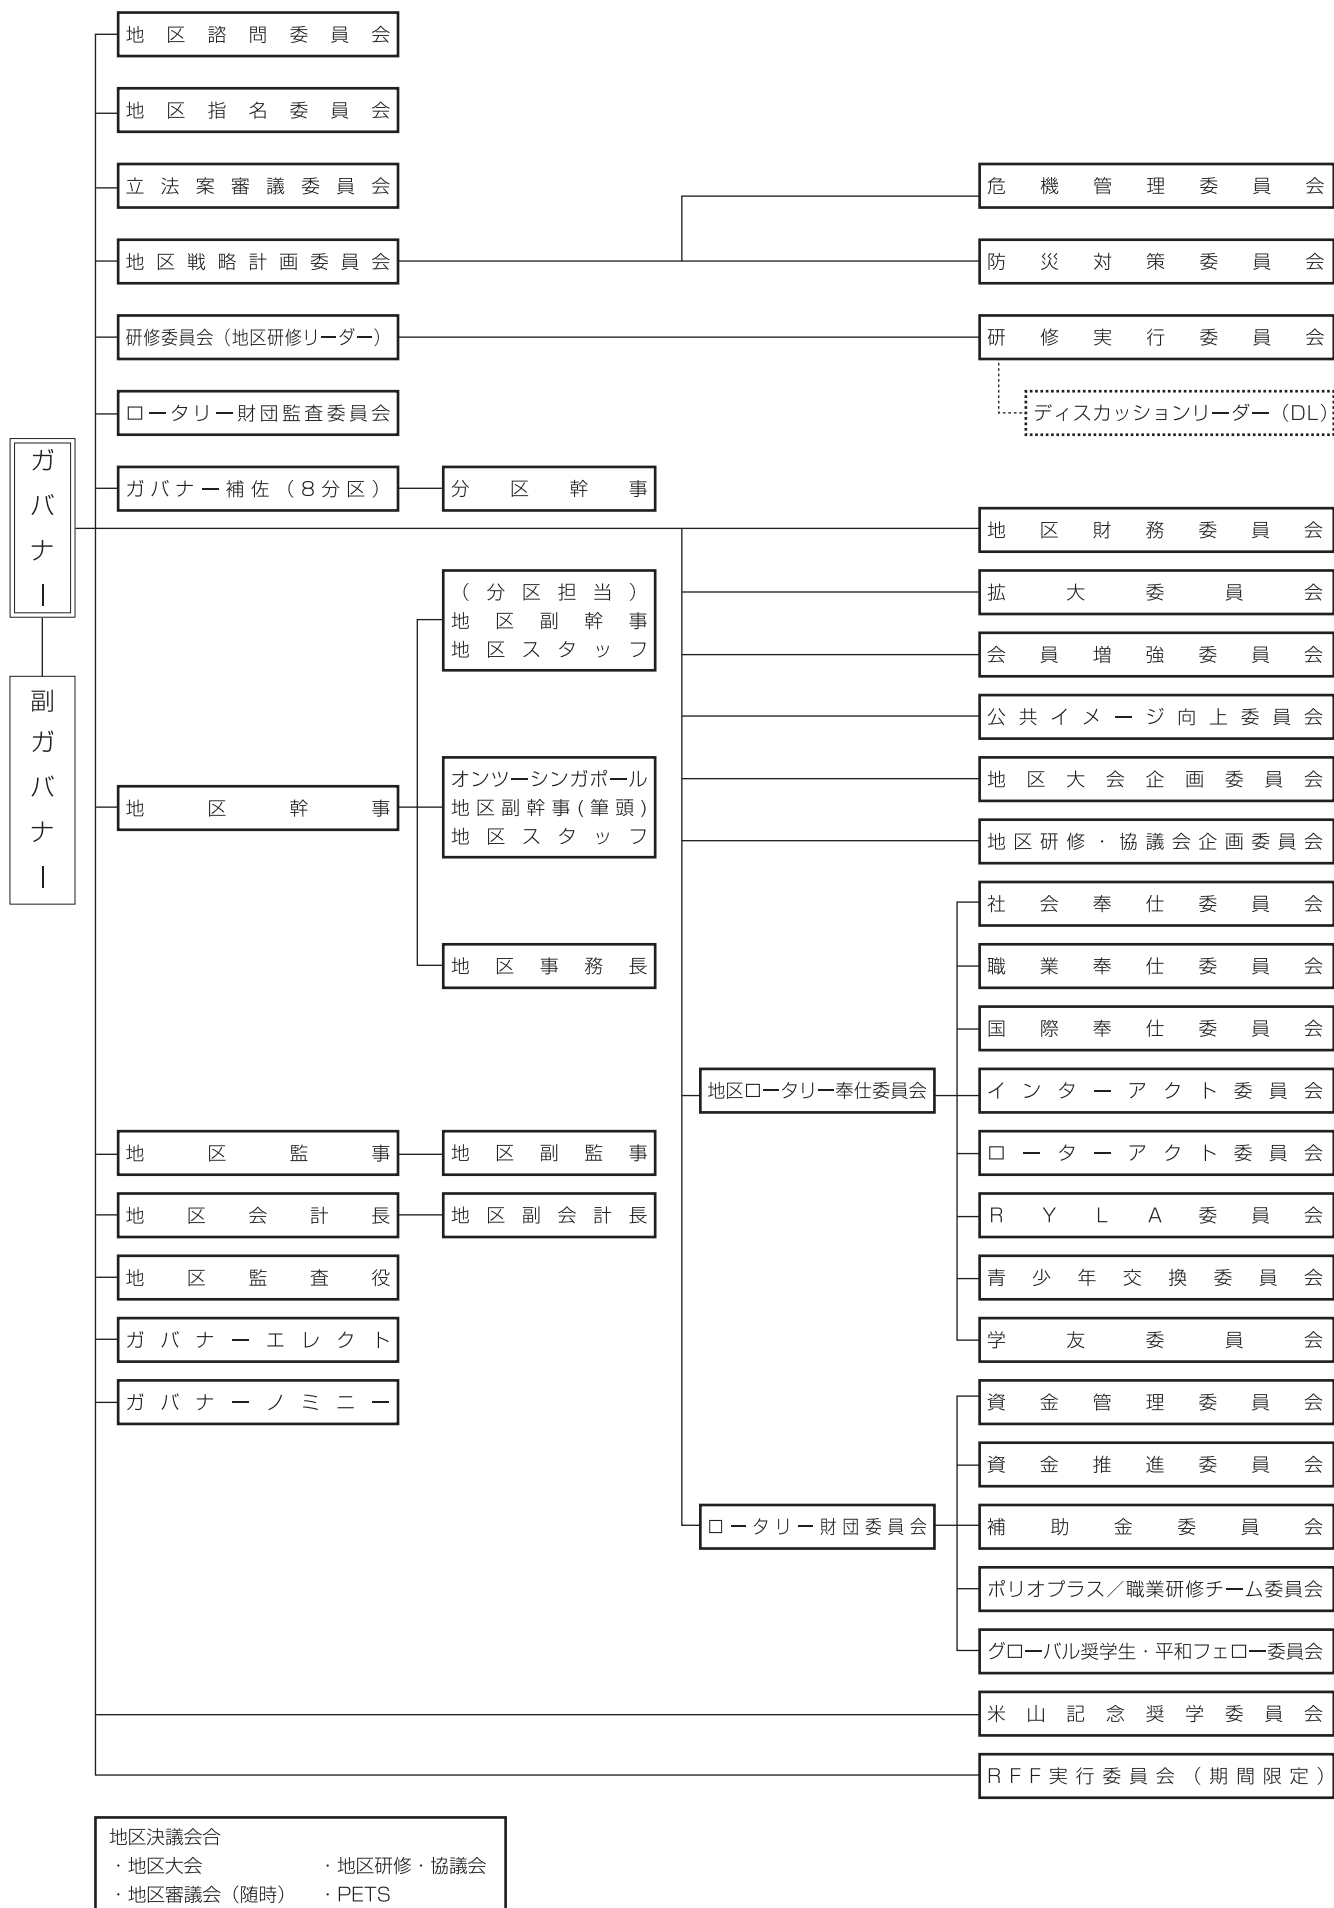 地区諮問委員会
地区指名委員会
立法案審議委員会
危機管理委員会
地区戦略計画委員会
防災対策委員会
研修委員会（地区研修リーダー）
研修実行委員会
ロータリー財団監査委員会
ディスカッションリーダー（DL）
ガバナー
ガバナー補佐（8分区）
分区幹事
地区財務委員会
（分区担当）
地区副幹事
地区スタッフ
拡大委員会
会員増強委員会
副ガバナー
公共イメージ向上委員会
地区幹事
オンツーシンガポール
地区副幹事(筆頭)
地区スタッフ
地区大会企画委員会
地区研修・協議会企画委員会
社会奉仕委員会
地区事務長
職業奉仕委員会
国際奉仕委員会
地区ロータリー奉仕委員会
インターアクト委員会
地区監事
地区副監事
ローターアクト委員会
地区会計長
地区副会計長
RYLA委員会
地区監査役
青少年交換委員会
ガバナーエレクト
学友委員会
ガバナーノミニー
資金管理委員会
資金推進委員会
ロータリー財団委員会
補助金委員会
ポリオプラス／職業研修チーム委員会
グローバル奨学生・平和フェロー委員会
米山記念奨学委員会
RFF実行委員会（期間限定）
地区決議会合
・地区大会　・地区研修・協議会
・地区審議会（随時）　・PETS